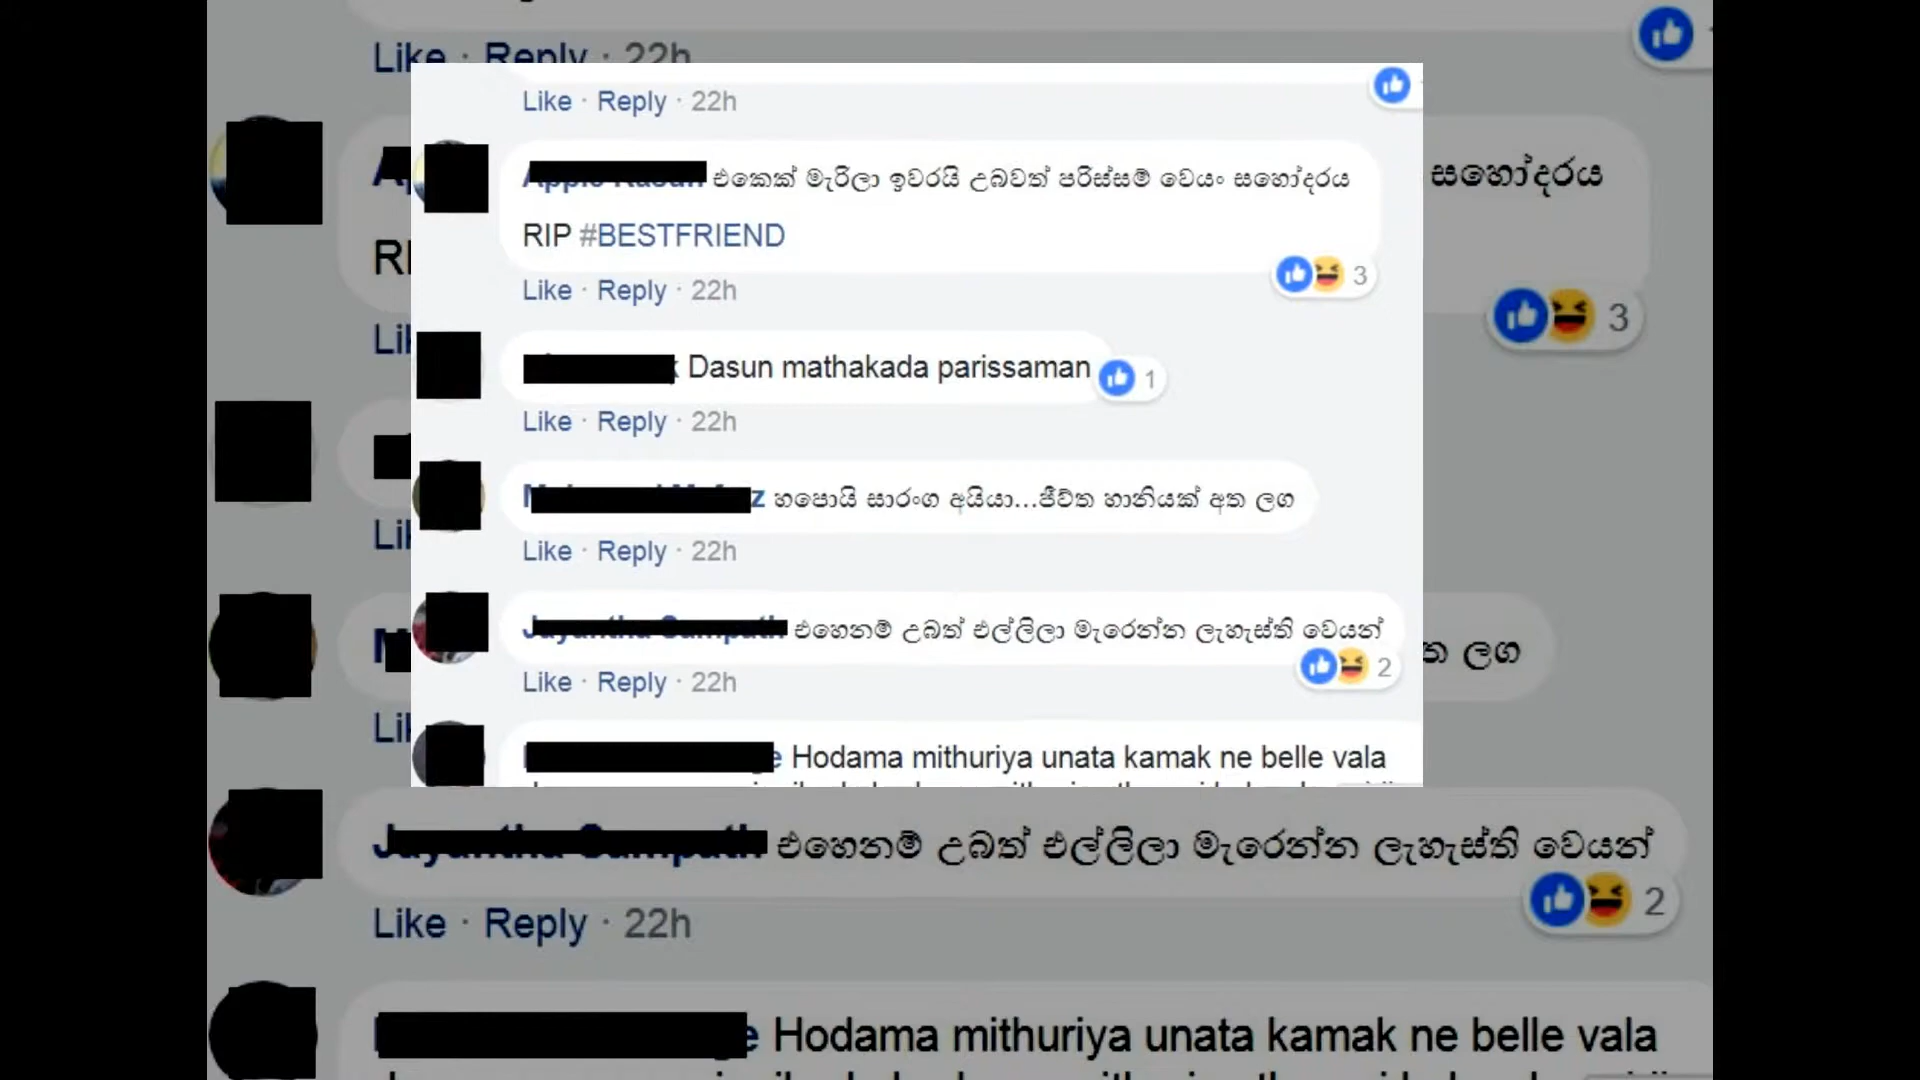 Like · Reply · 22h
එකෙක් මැරිලා ඉවරයි උබවත් පරිස්සම් වෙයං සහෝදරය
RIP #BESTFRIEND
3
Like · Reply · 22h
Dasun mathakada parissaman
1
Like · Reply · 22h
හපොයි සාරංග අයියා...ජීවිත හානියක් අත ලග
Like · Reply · 22h
එහෙනම් උබත් එල්ලිලා මැරෙන්න ලැහැස්ති වෙයන්
2
Like · Reply · 22h
Hodama mithuriya unata kamak ne belle vala
Like · Reply · 22h
සහෝදරය
3
ලග
එහෙනම් උබත් එල්ලිලා මැරෙන්න ලැහැස්ති වෙයන්
2
Like · Reply · 22h
Hodama mithuriya unata kamak ne belle vala